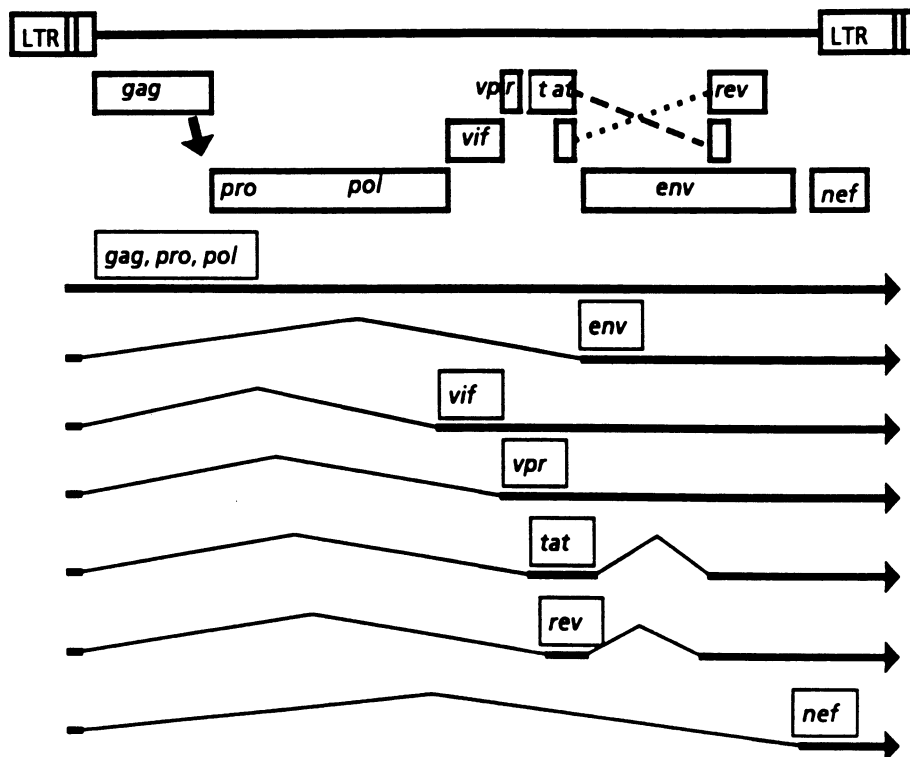 LTR LTR
gag vpr tat rev
vif
pro pol env nef
gag, pro, pol
env
vif
vpr
tat
rev
nef